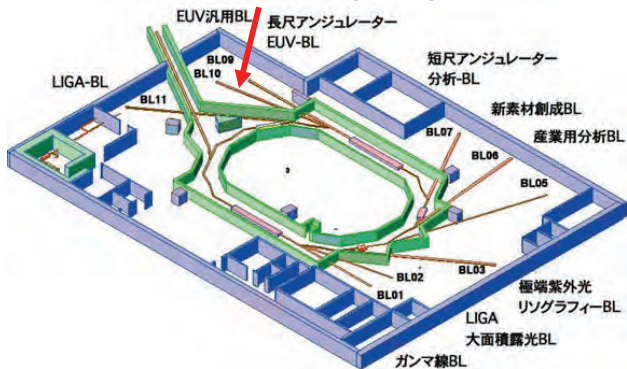 EUV汎用BL
長尺アンジュレーター
EUV-BL
短尺アンジュレーター
分析-BL
LIGA-BL
BL09
BL10
BL11
新素材創成BL
BL07
産業用分析BL
BL06
BL05
BL02
BL03
BL01
極端紫外光
リソグラフィーBL
LIGA
大面積露光BL
ガンマ線BL